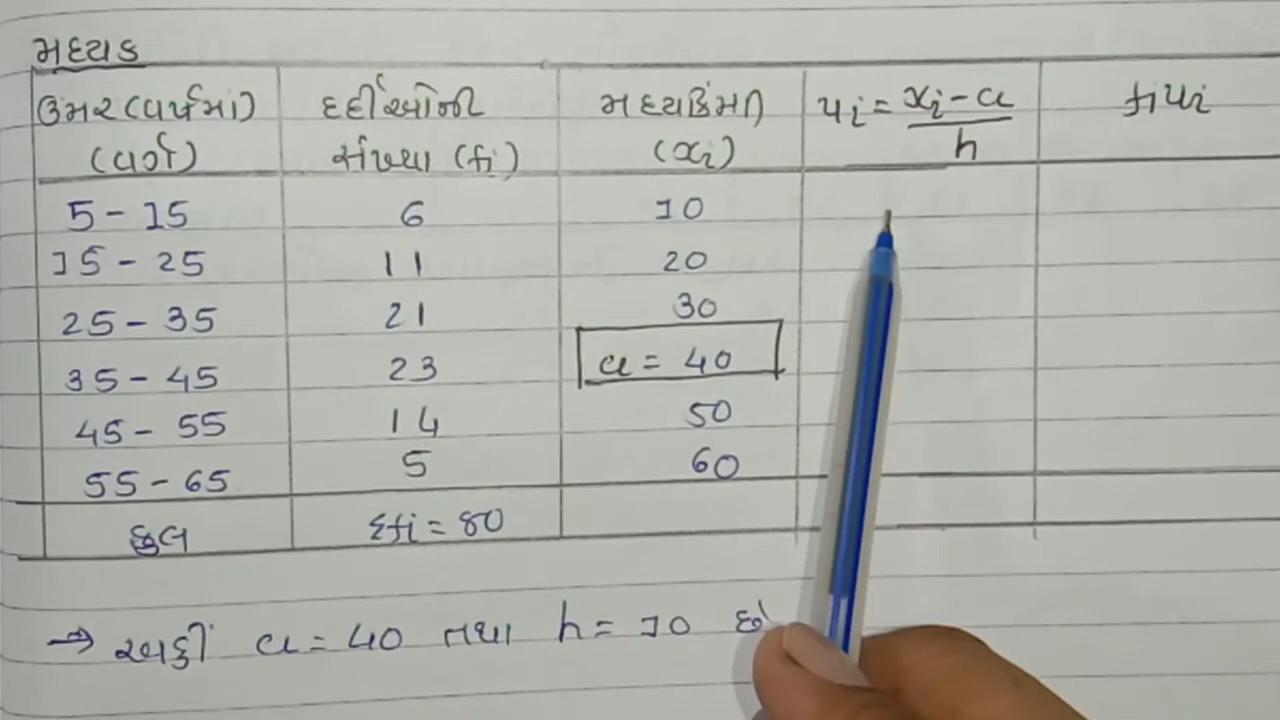 મધ્યક
ઉંમર (વર્ષમાં) દર્દીઓની મધ્યકિંમત ui = xi - a / h fiui
(વર્ગ) સંખ્યા (fi) (xi)
5 - 15 6 10
15 - 25 11 20
25 - 35 21 30
35 - 45 23 a = 40
45 - 55 14 50
55 - 65 5 60
કુલ Σfi = 80
→ અહીં a = 40 તથા h = 10 છે